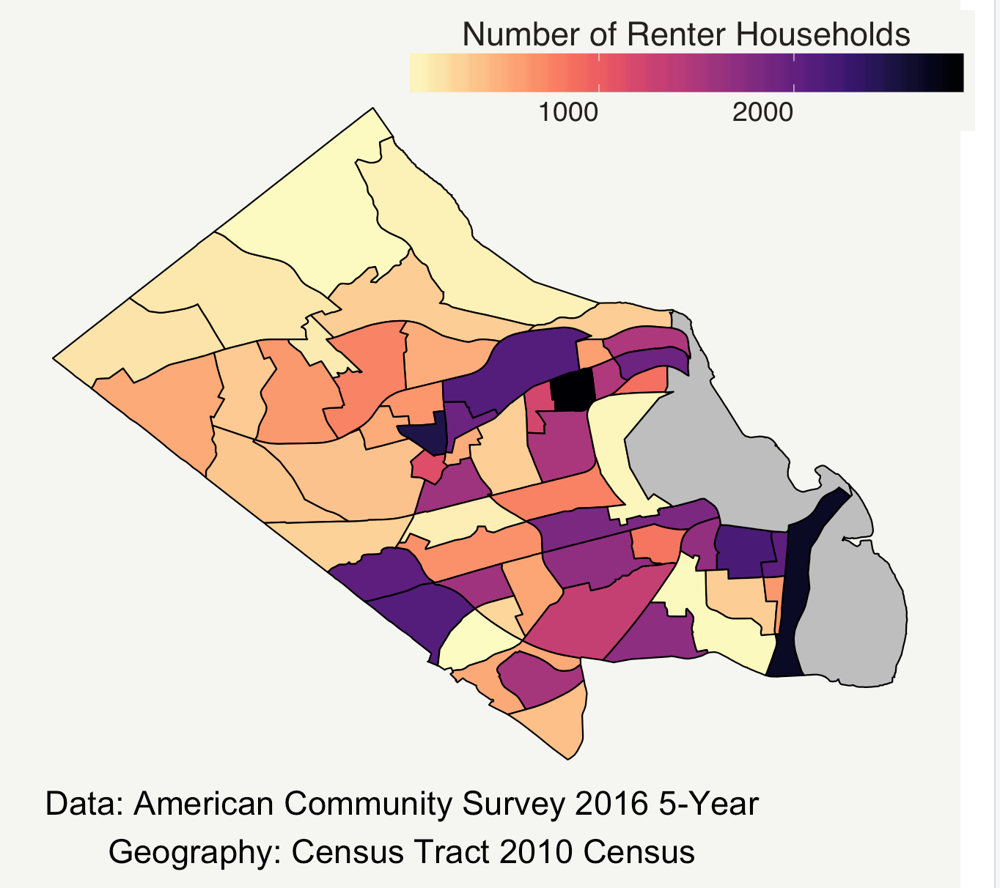 Number of Renter Households
1000 2000
Data: American Community Survey 2016 5-Year
Geography: Census Tract 2010 Census